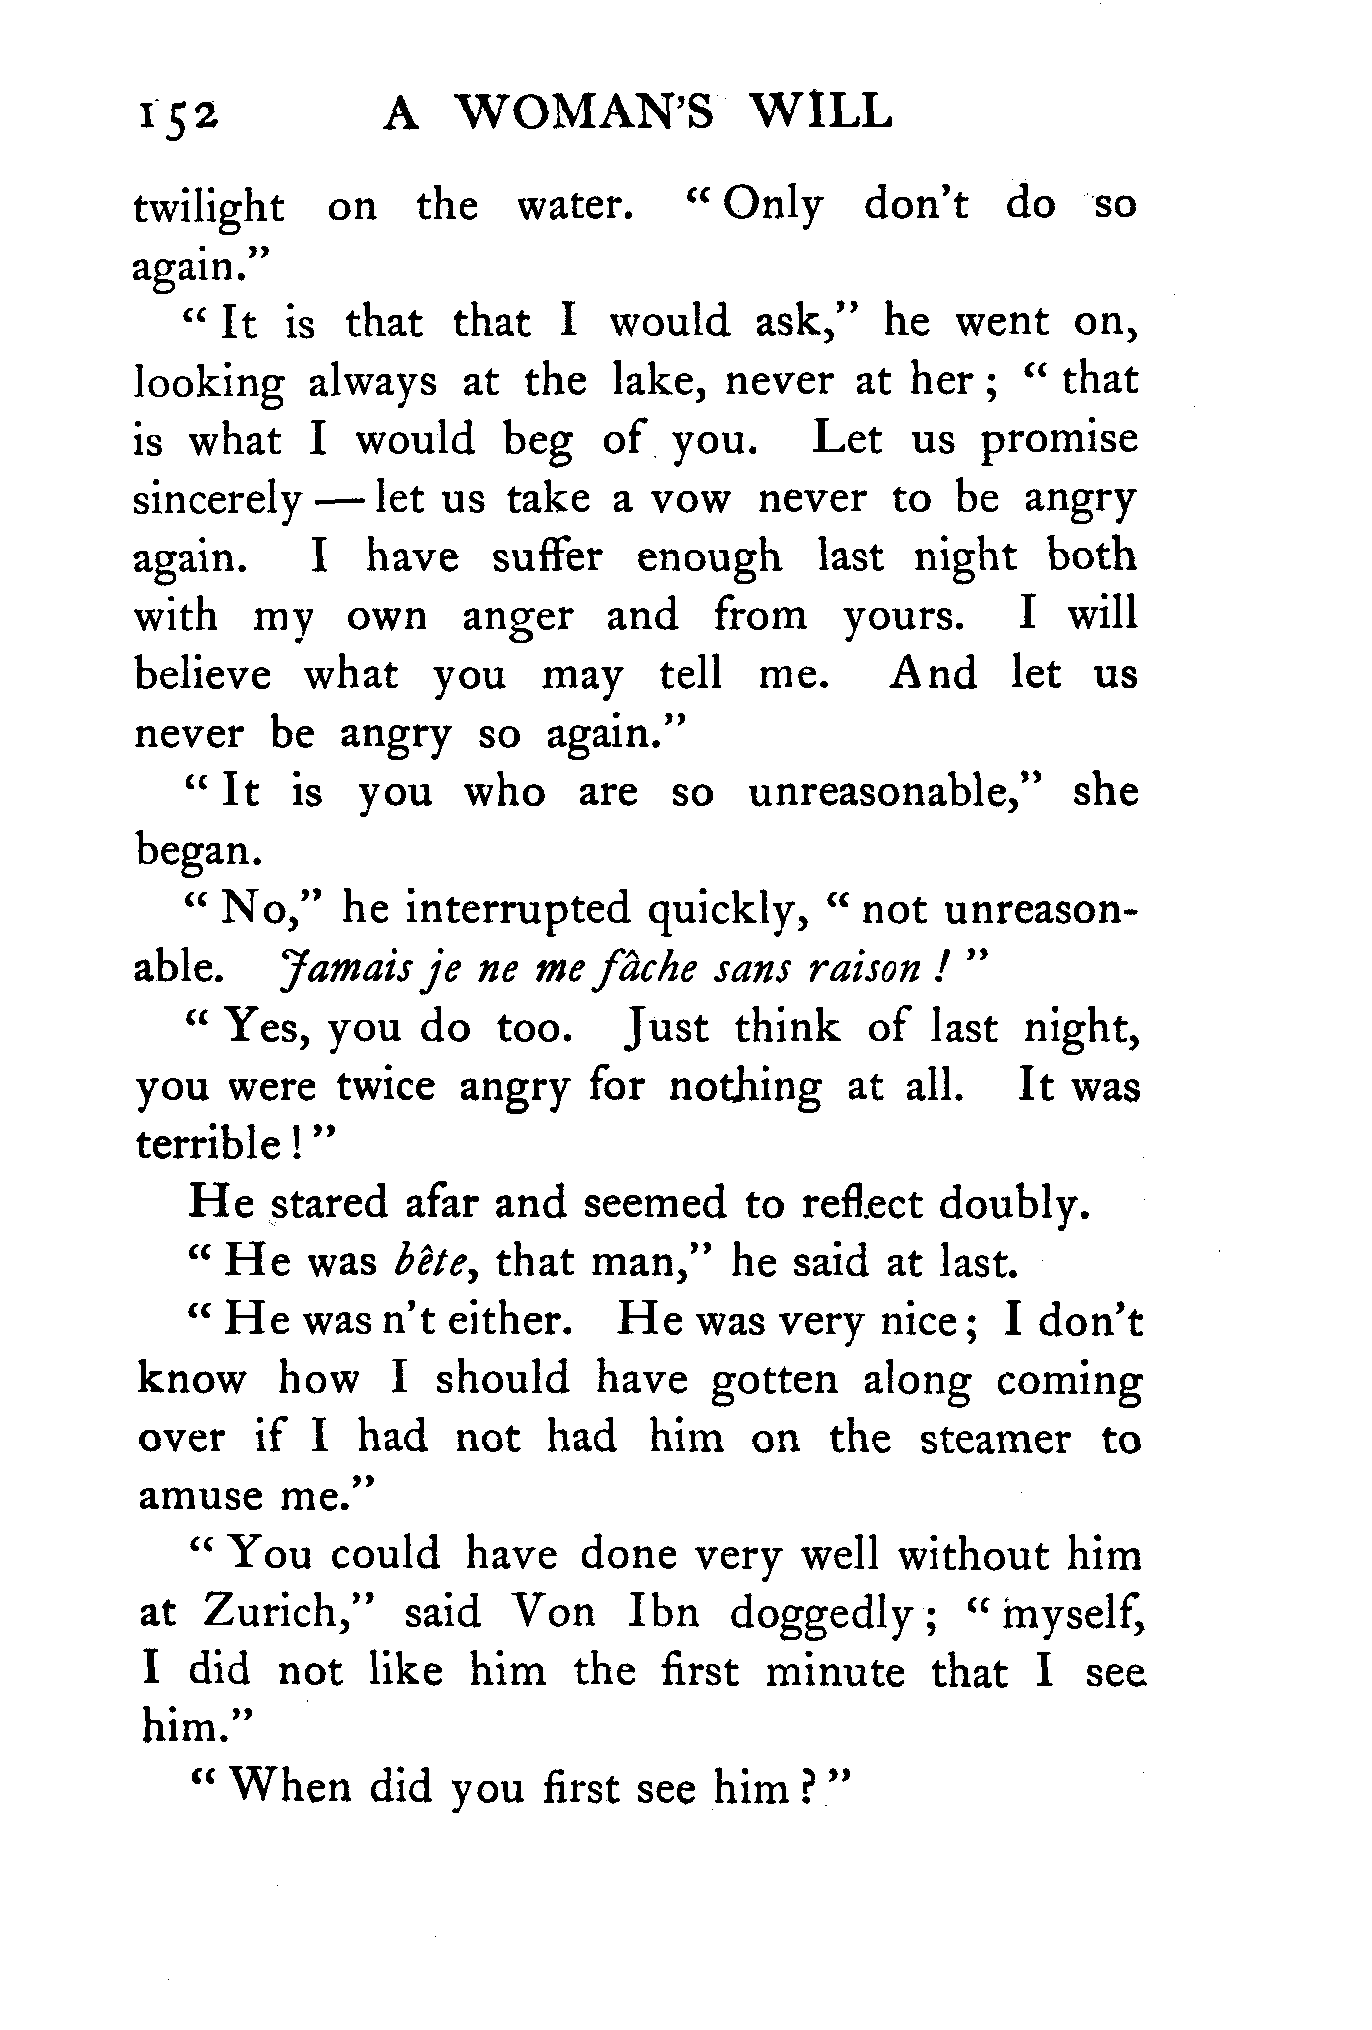 152 A WOMAN'S WILL
twilight on the water. “Only don't do so
again.”
“It is that that I would ask,” he went on,
looking always at the lake, never at her; “that
is what I would beg of you. Let us promise
sincerely — let us take a vow never to be angry
again. I have suffer enough last night both
with my own anger and from yours. I will
believe what you may tell me. And let us
never be angry so again.”
“It is you who are so unreasonable,” she
began.
“No,” he interrupted quickly, “not unreason-
able. Jamais je ne me fâche sans raison!”
“Yes, you do too. Just think of last night,
you were twice angry for nothing at all. It was
terrible!”
He stared afar and seemed to reflect doubly.
“He was bête, that man,” he said at last.
“He was n't either. He was very nice; I don't
know how I should have gotten along coming
over if I had not had him on the steamer to
amuse me.”
“You could have done very well without him
at Zurich,” said Von Ibn doggedly; “myself,
I did not like him the first minute that I see
him.”
“When did you first see him?”